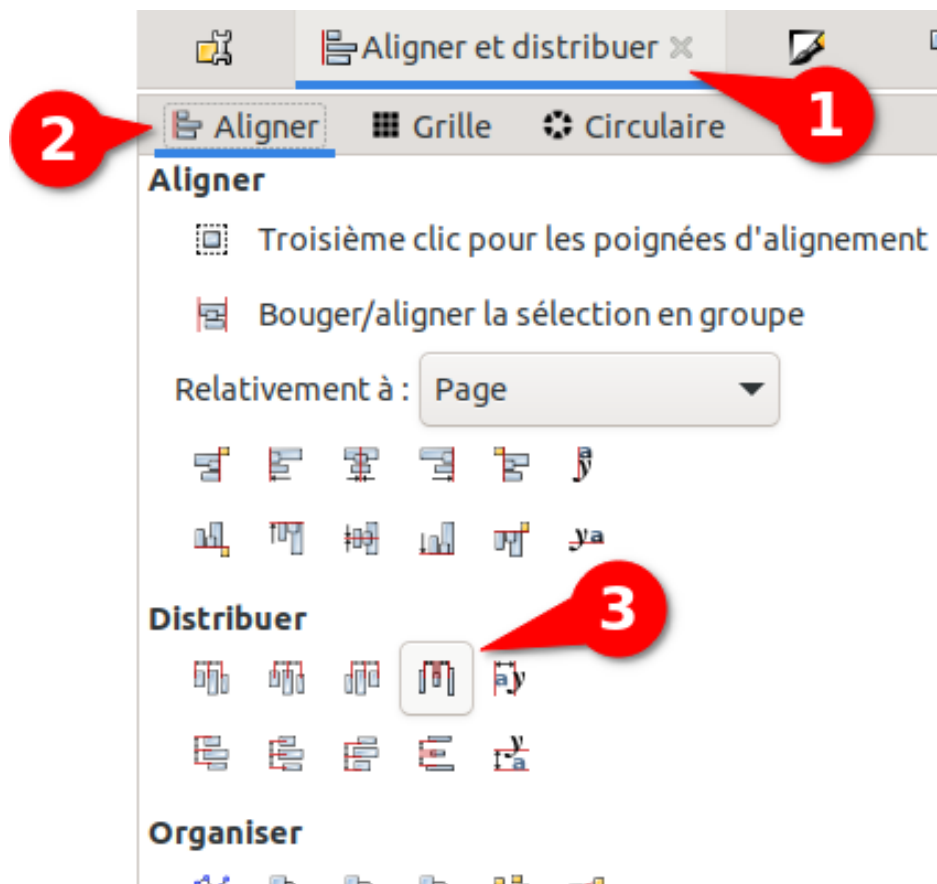 Aligner et distribuer
1
2
Aligner Grille Circulaire
Aligner
Troisième clic pour les poignées d'alignement
Bouger/aligner la sélection en groupe
Relativement à : Page
Distribuer
3
Organiser